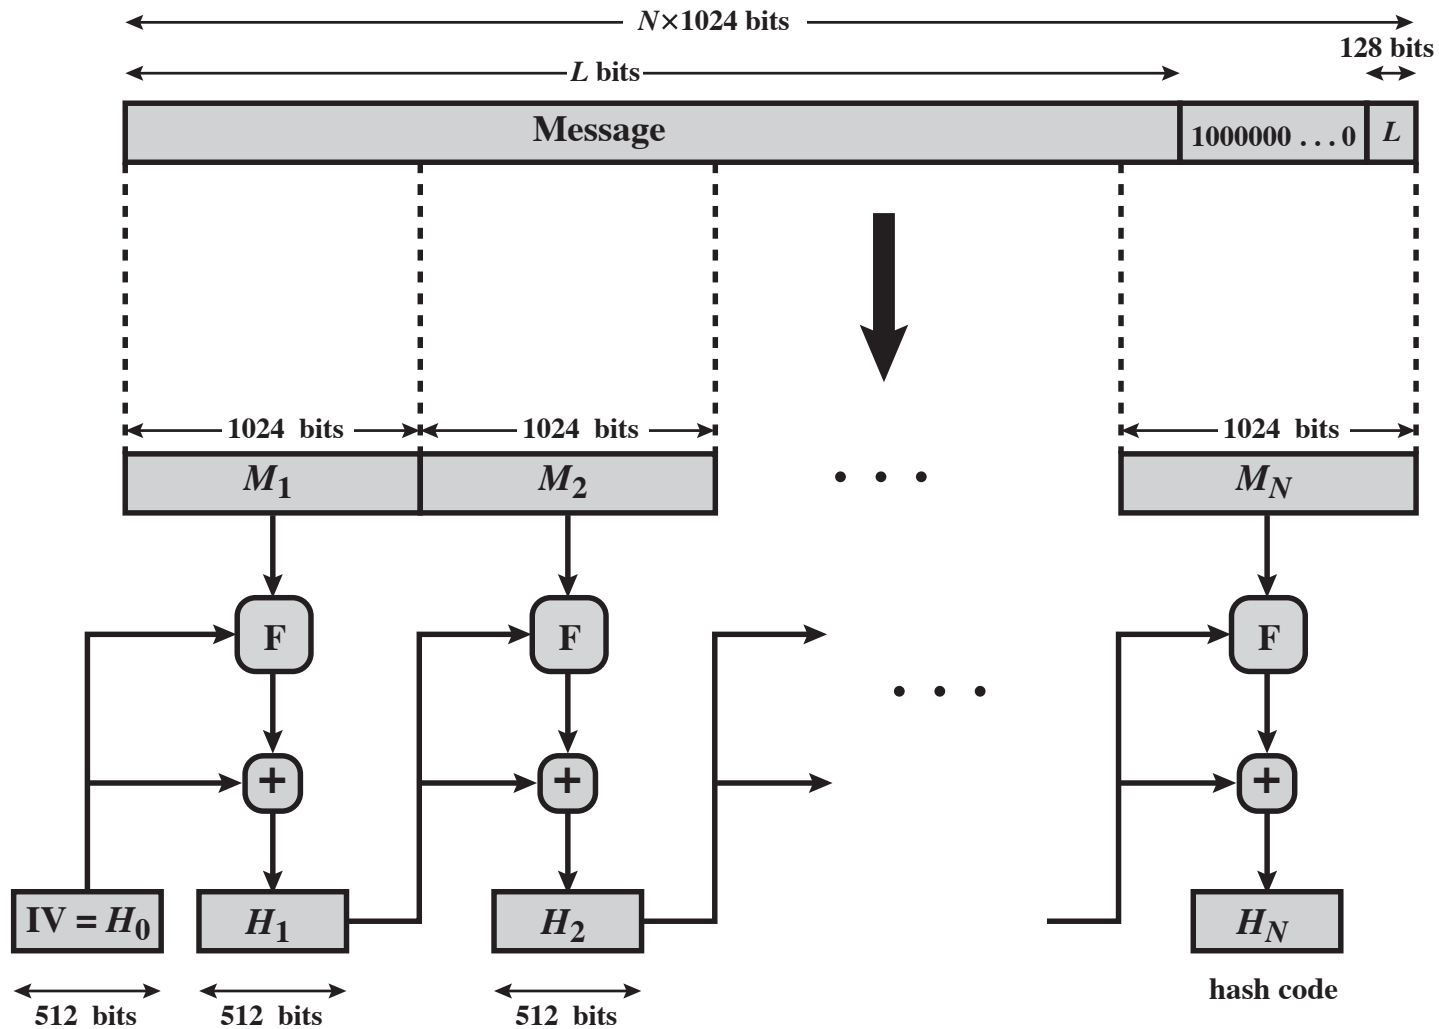 N×1024 bits
128 bits
L bits
Message
1000000 . . . 0
L
1024 bits
1024 bits
1024 bits
M1
M2
• • •
MN
F
F
F
• • •
+
+
+
IV = H0
H1
H2
HN
hash code
512 bits
512 bits
512 bits